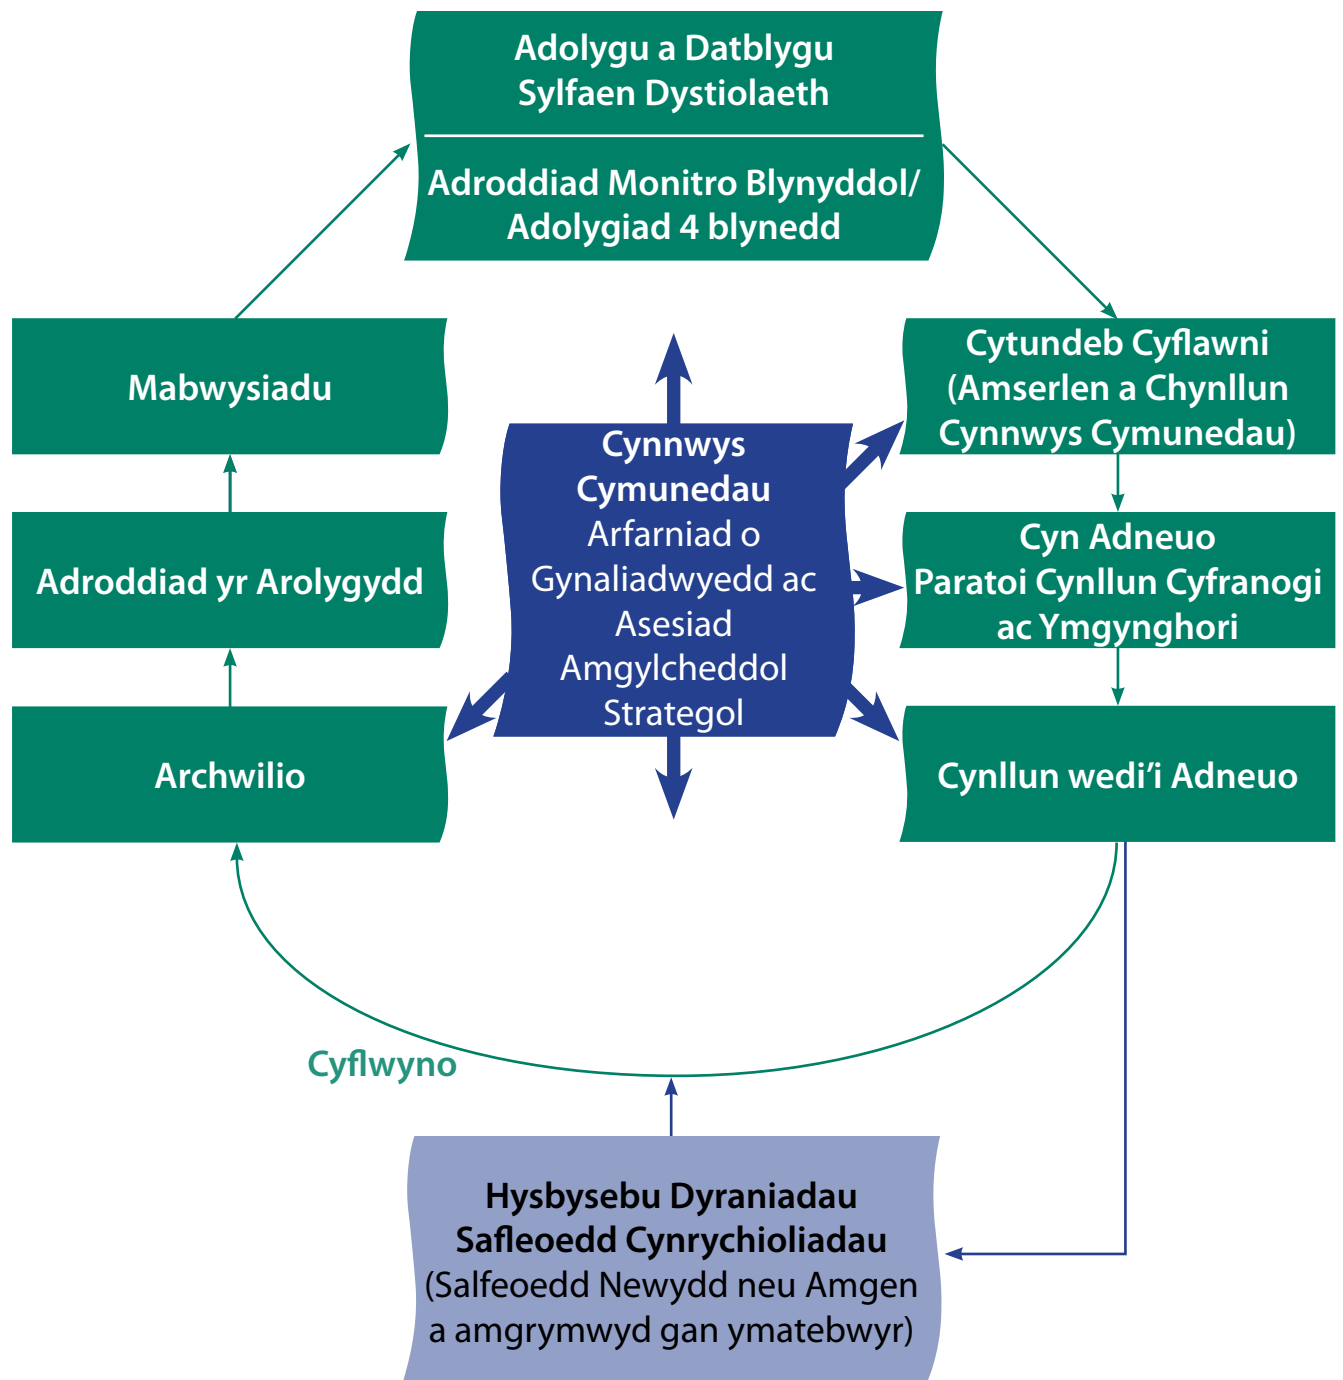 Adolygu a Datblygu
Sylfaen Dystiolaeth
Adroddiad Monitro Blynyddol/
Adolygiad 4 blynedd
Mabwysiadu
Cytundeb Cyflawni
(Amserlen a Chynllun
Cynnwys Cymunedau)
Cynnwys
Cymunedau
Arfarniad o
Gynaliadwyedd ac
Asesiad
Amgylcheddol
Strategol
Adroddiad yr Arolygydd
Cyn Adneuo
Paratoi Cynllun Cyfranogi
ac Ymgynghori
Archwilio
Cynllun wedi’i Adneuo
Cyflwyno
Hysbysebu Dyraniadau
Safleoedd Cynrychioliadau
(Salfeoedd Newydd neu Amgen
a amgrymwyd gan ymatebwyr)